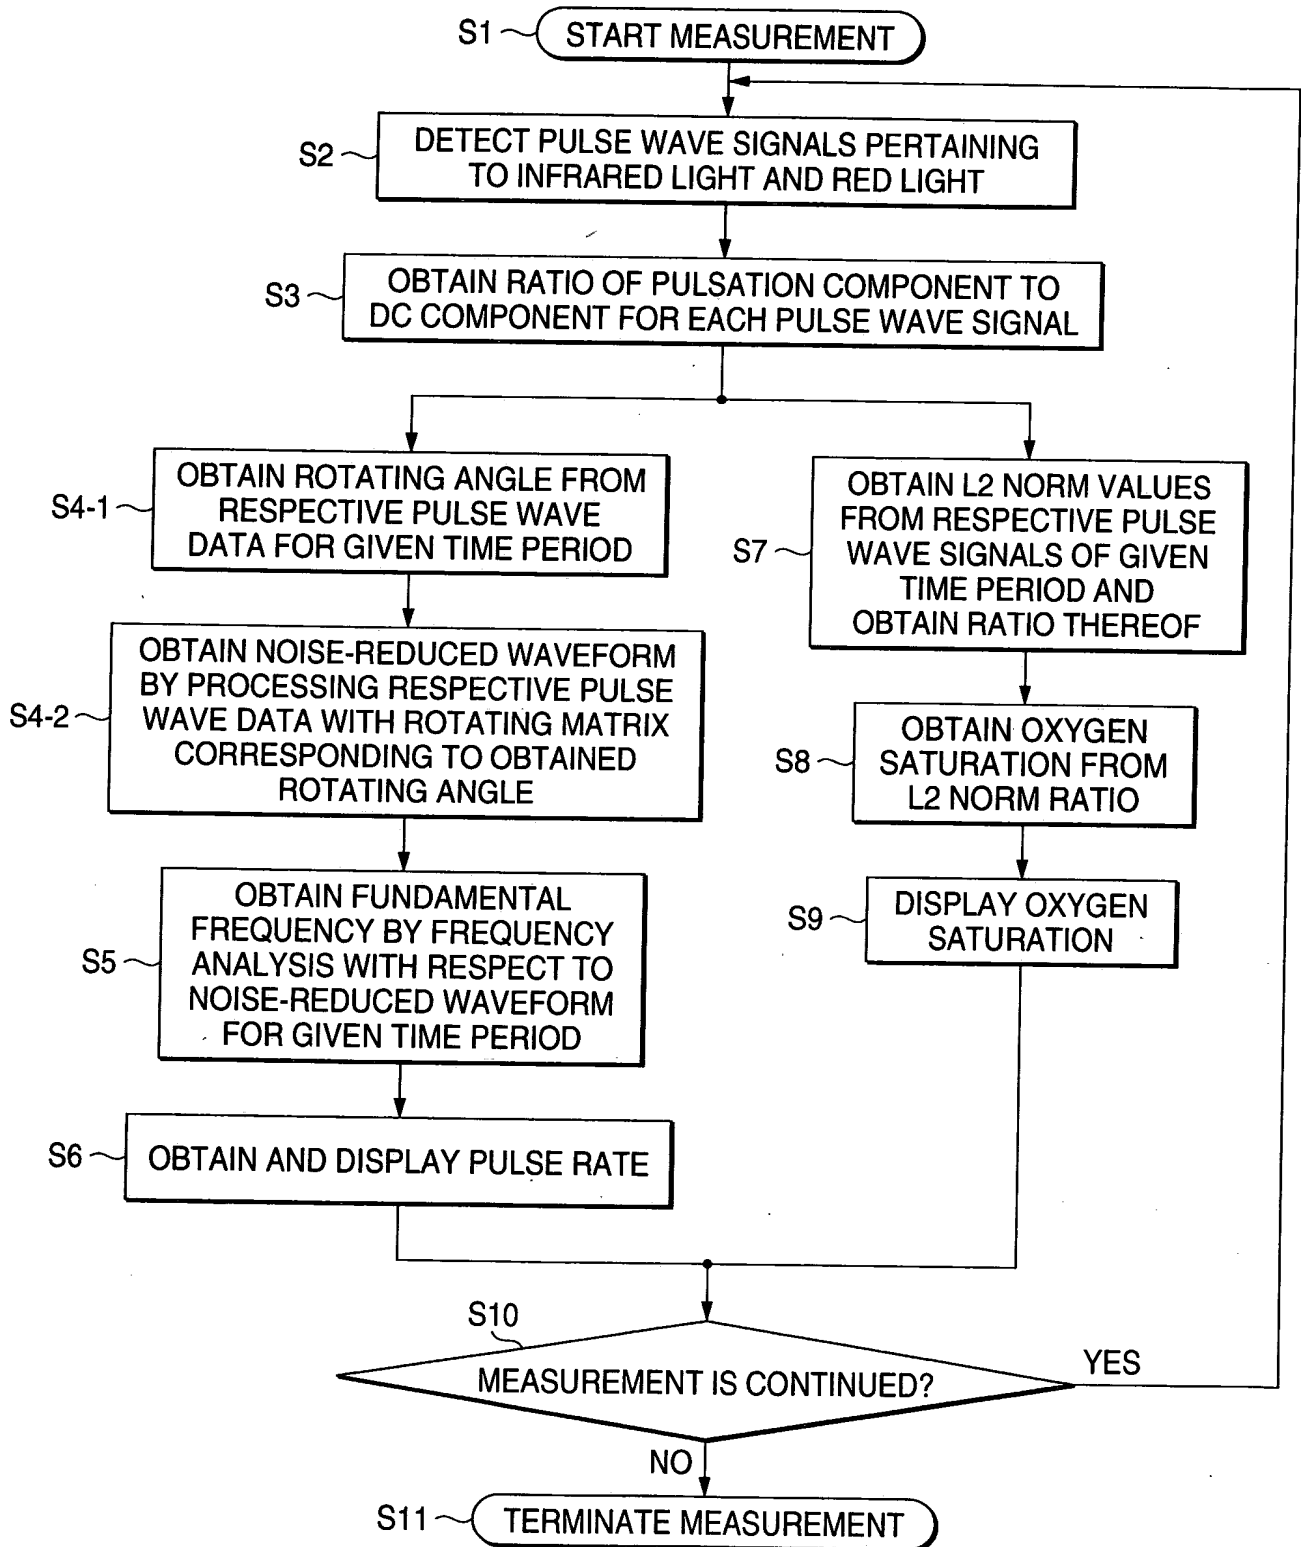 S1
START MEASUREMENT
S2
DETECT PULSE WAVE SIGNALS PERTAINING
TO INFRARED LIGHT AND RED LIGHT
S3
OBTAIN RATIO OF PULSATION COMPONENT TO
DC COMPONENT FOR EACH PULSE WAVE SIGNAL
S4-1
OBTAIN ROTATING ANGLE FROM
RESPECTIVE PULSE WAVE
DATA FOR GIVEN TIME PERIOD
S4-2
OBTAIN NOISE-REDUCED WAVEFORM
BY PROCESSING RESPECTIVE PULSE
WAVE DATA WITH ROTATING MATRIX
CORRESPONDING TO OBTAINED
ROTATING ANGLE
S5
OBTAIN FUNDAMENTAL
FREQUENCY BY FREQUENCY
ANALYSIS WITH RESPECT TO
NOISE-REDUCED WAVEFORM
FOR GIVEN TIME PERIOD
S6
OBTAIN AND DISPLAY PULSE RATE
S7
OBTAIN L2 NORM VALUES
FROM RESPECTIVE PULSE
WAVE SIGNALS OF GIVEN
TIME PERIOD AND
OBTAIN RATIO THEREOF
S8
OBTAIN OXYGEN
SATURATION FROM
L2 NORM RATIO
S9
DISPLAY OXYGEN
SATURATION
S10
MEASUREMENT IS CONTINUED?
YES
NO
S11
TERMINATE MEASUREMENT